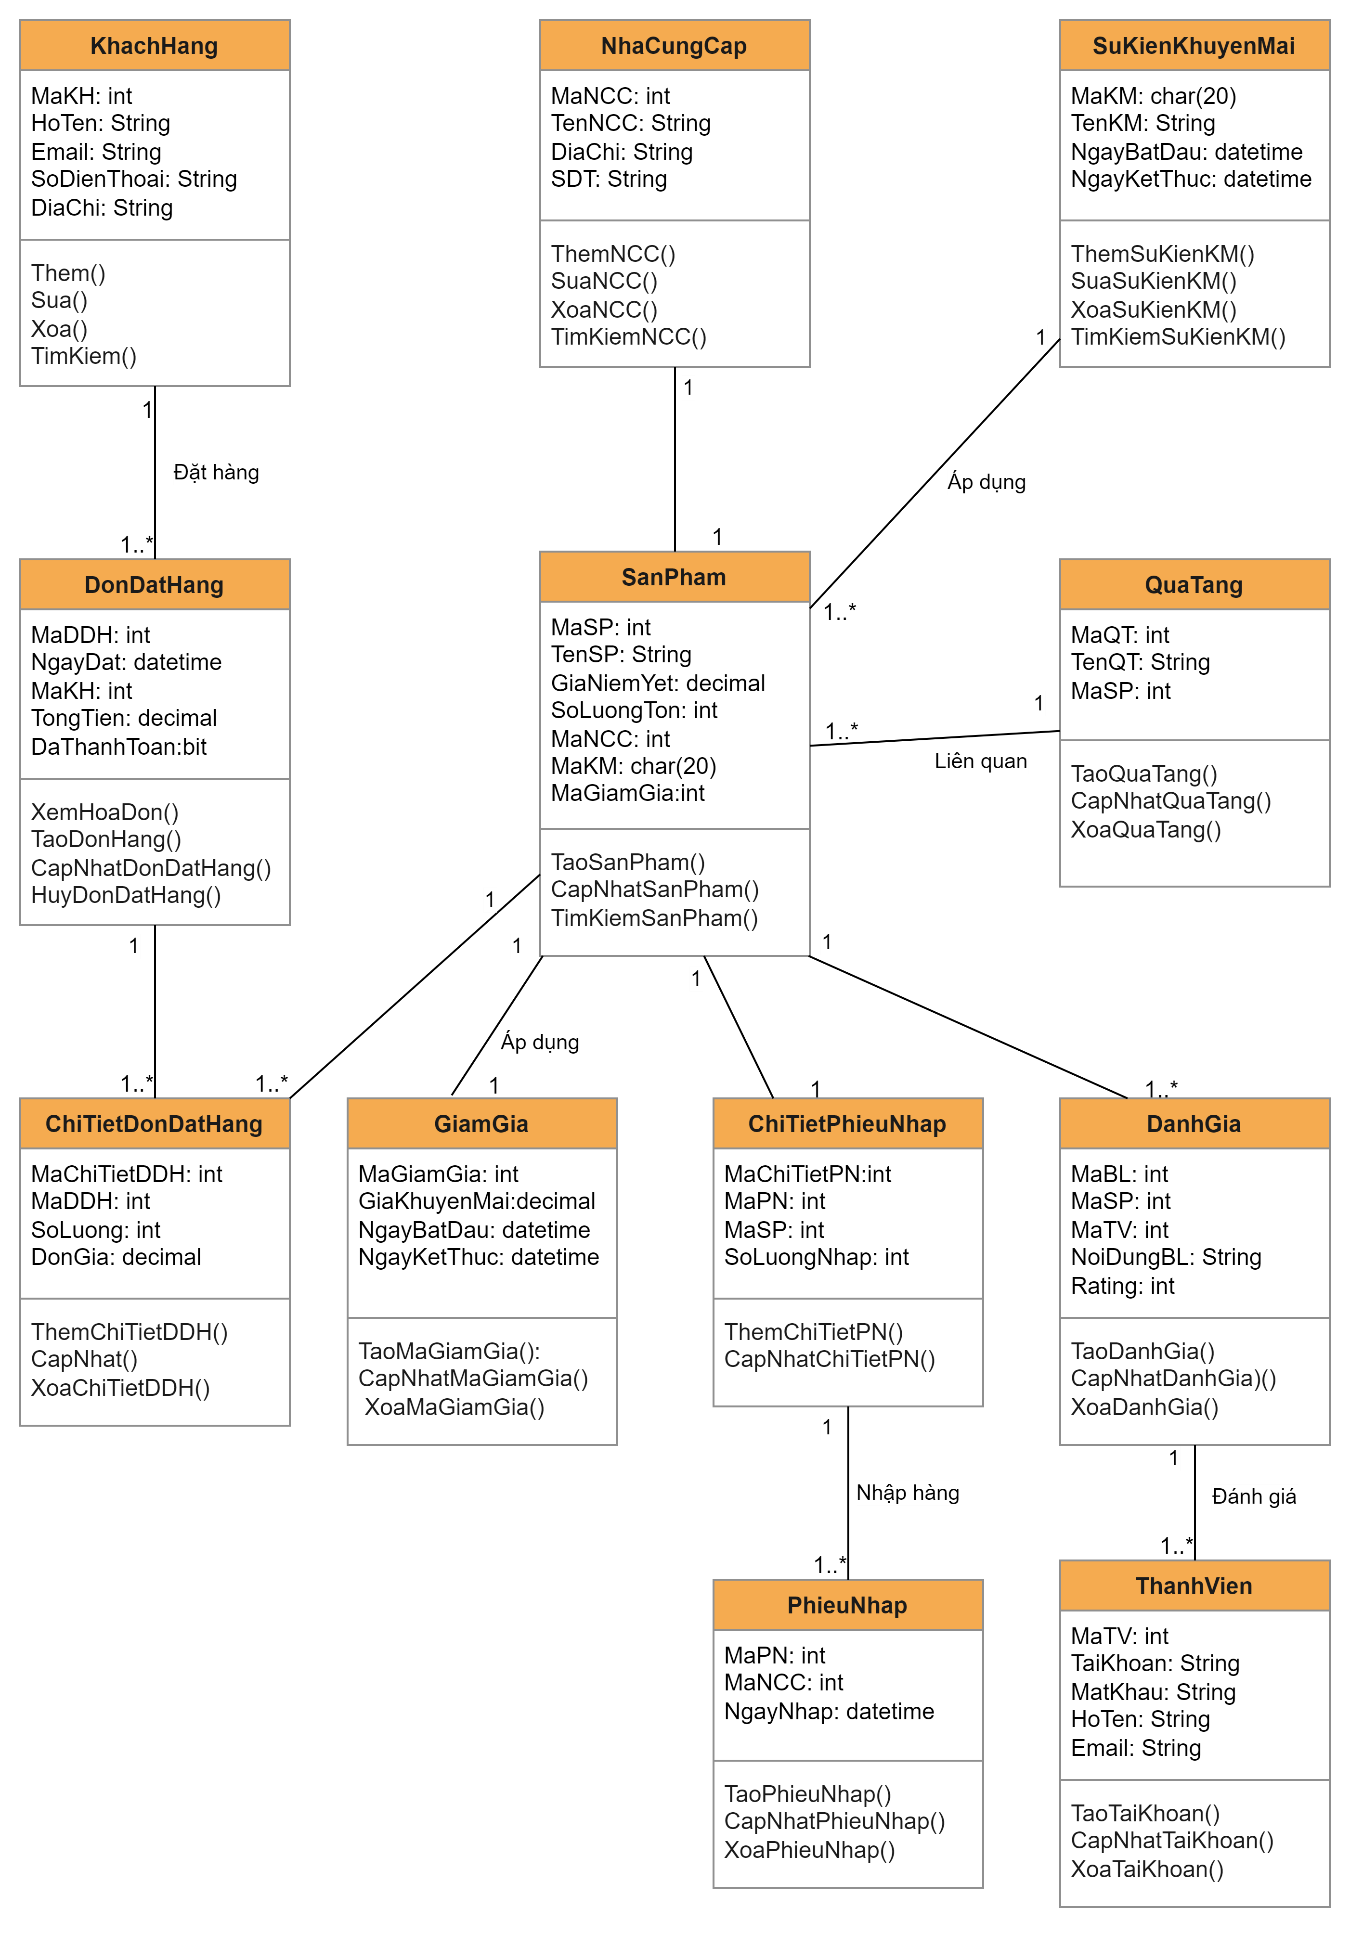 KhachHang
MaKH: int
HoTen: String
Email: String
SoDienThoai: String
DiaChi: String
Them()
Sua()
Xoa()
TimKiem()
NhaCungCap
MaNCC: int
TenNCC: String
DiaChi: String
SDT: String
ThemNCC()
SuaNCC()
XoaNCC()
TimKiemNCC()
SuKienKhuyenMai
MaKM: char(20)
TenKM: String
NgayBatDau: datetime
NgayKetThuc: datetime
ThemSuKienKM()
SuaSuKienKM()
XoaSuKienKM()
TimKiemSuKienKM()
1
1
1
Đặt hàng
Áp dụng
1..*
1
1..*
DonDatHang
MaDDH: int
NgayDat: datetime
MaKH: int
TongTien: decimal
DaThanhToan:bit
XemHoaDon()
TaoDonHang()
CapNhatDonDatHang()
HuyDonDatHang()
SanPham
MaSP: int
TenSP: String
GiaNiemYet: decimal
SoLuongTon: int
MaNCC: int
MaKM: char(20)
MaGiamGia:int
TaoSanPham()
CapNhatSanPham()
TimKiemSanPham()
1
1..*
Liên quan
QuaTang
MaQT: int
TenQT: String
MaSP: int
TaoQuaTang()
CapNhatQuaTang()
XoaQuaTang()
1
1
1
1
1
Áp dụng
1..*
1..*
1
1
1..*
ChiTietDonDatHang
MaChiTietDDH: int
MaDDH: int
SoLuong: int
DonGia: decimal
ThemChiTietDDH()
CapNhat()
XoaChiTietDDH()
GiamGia
MaGiamGia: int
GiaKhuyenMai:decimal
NgayBatDau: datetime
NgayKetThuc: datetime
TaoMaGiamGia():
CapNhatMaGiamGia()
XoaMaGiamGia()
ChiTietPhieuNhap
MaChiTietPN:int
MaPN: int
MaSP: int
SoLuongNhap: int
ThemChiTietPN()
CapNhatChiTietPN()
DanhGia
MaBL: int
MaSP: int
MaTV: int
NoiDungBL: String
Rating: int
TaoDanhGia()
CapNhatDanhGia)()
XoaDanhGia()
1
Nhập hàng
1..*
1
Đánh giá
1..*
PhieuNhap
MaPN: int
MaNCC: int
NgayNhap: datetime
TaoPhieuNhap()
CapNhatPhieuNhap()
XoaPhieuNhap()
ThanhVien
MaTV: int
TaiKhoan: String
MatKhau: String
HoTen: String
Email: String
TaoTaiKhoan()
CapNhatTaiKhoan()
XoaTaiKhoan()